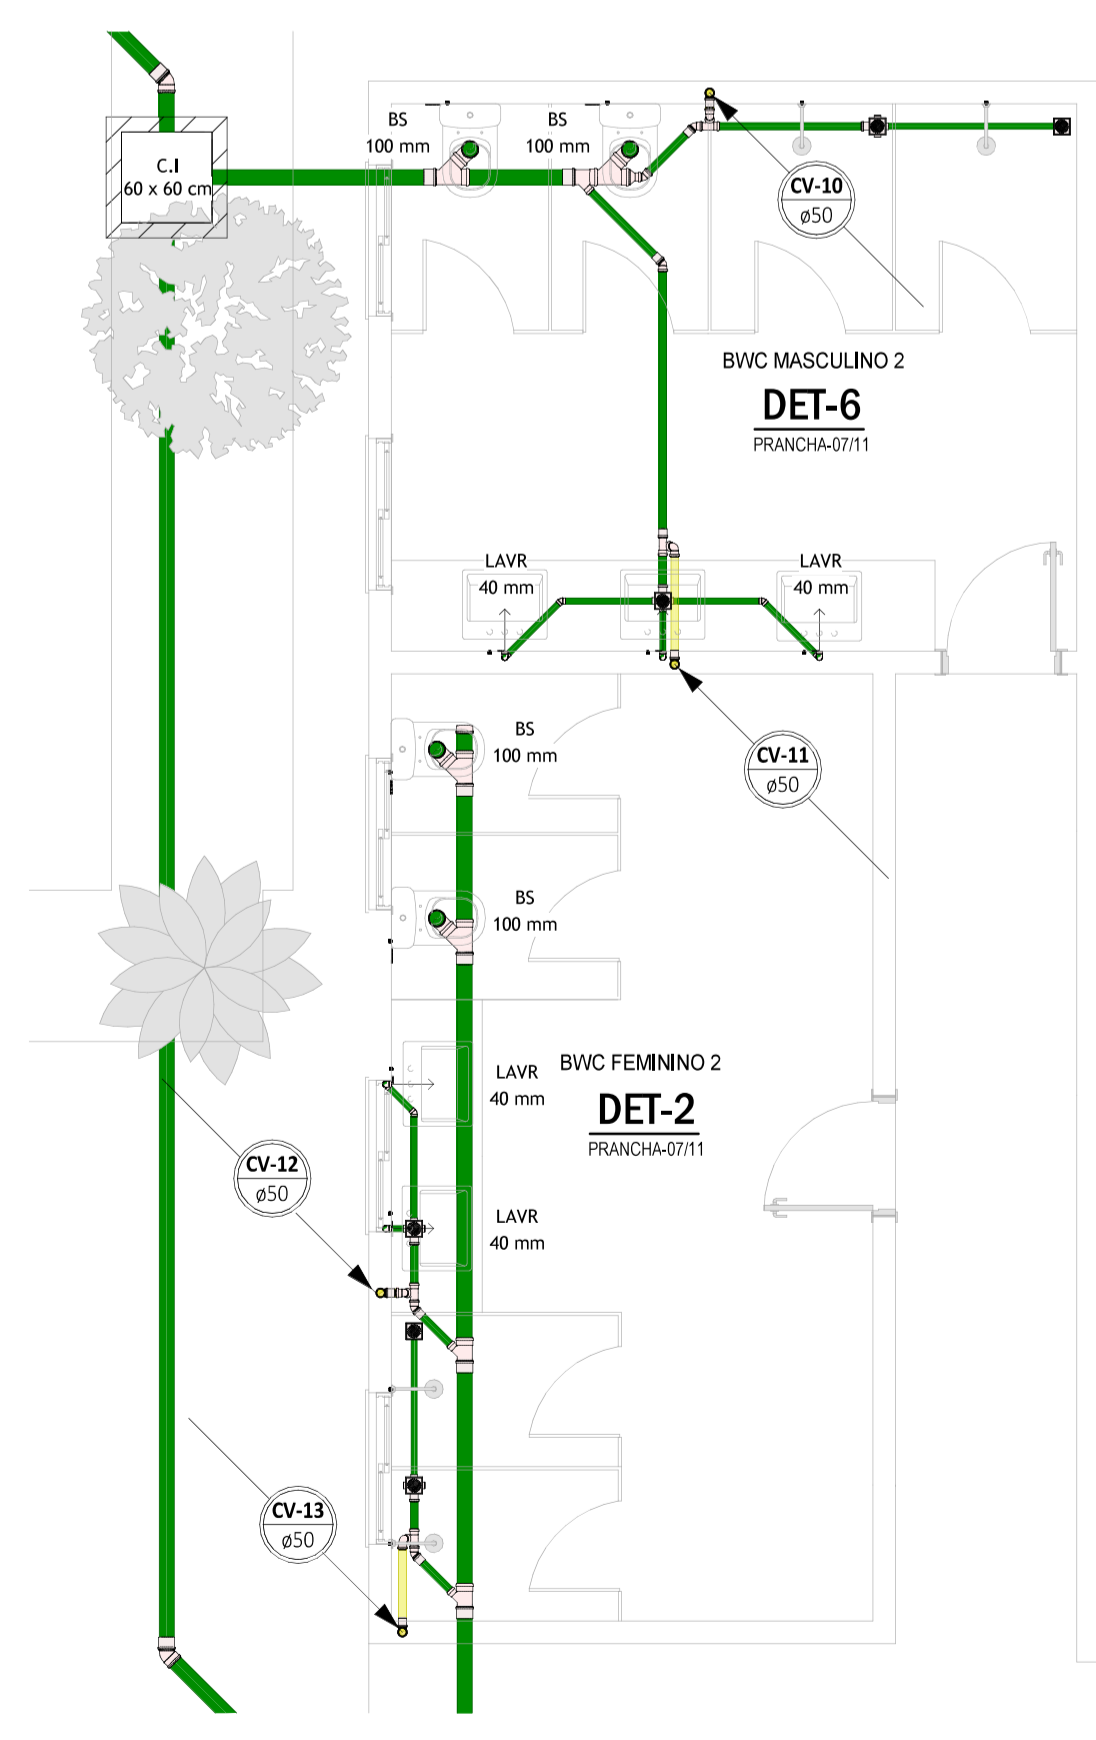 BS
100 mm
BS
100 mm
C.I
60 x 60 cm
CV-10
ø50
BWC MASCULINO 2
DET-6
PRANCHA-07/11
LAVR
40 mm
LAVR
40 mm
BS
100 mm
CV-11
ø50
BS
100 mm
BWC FEMININO 2
DET-2
PRANCHA-07/11
LAVR
40 mm
CV-12
ø50
LAVR
40 mm
CV-13
ø50